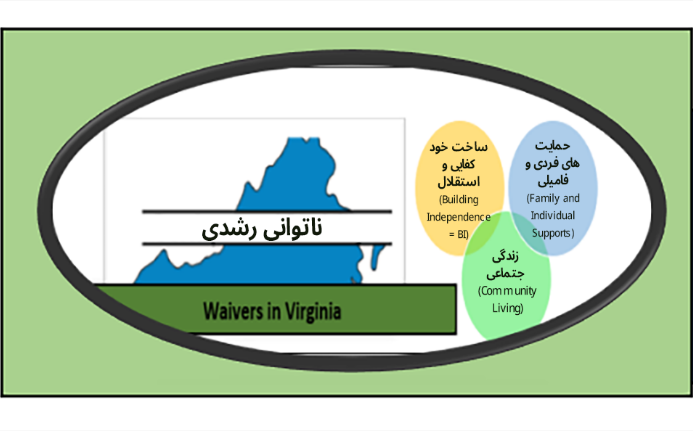 ناتوانی رشدی
Waivers in Virginia
ساخت خود
کفایی و
استقلال
(Building
Independence
= BI)
حمایت
های فردی و
فامیلی
(Family and
Individual
Supports)
زندگی
جتماعی
(Community
Living)